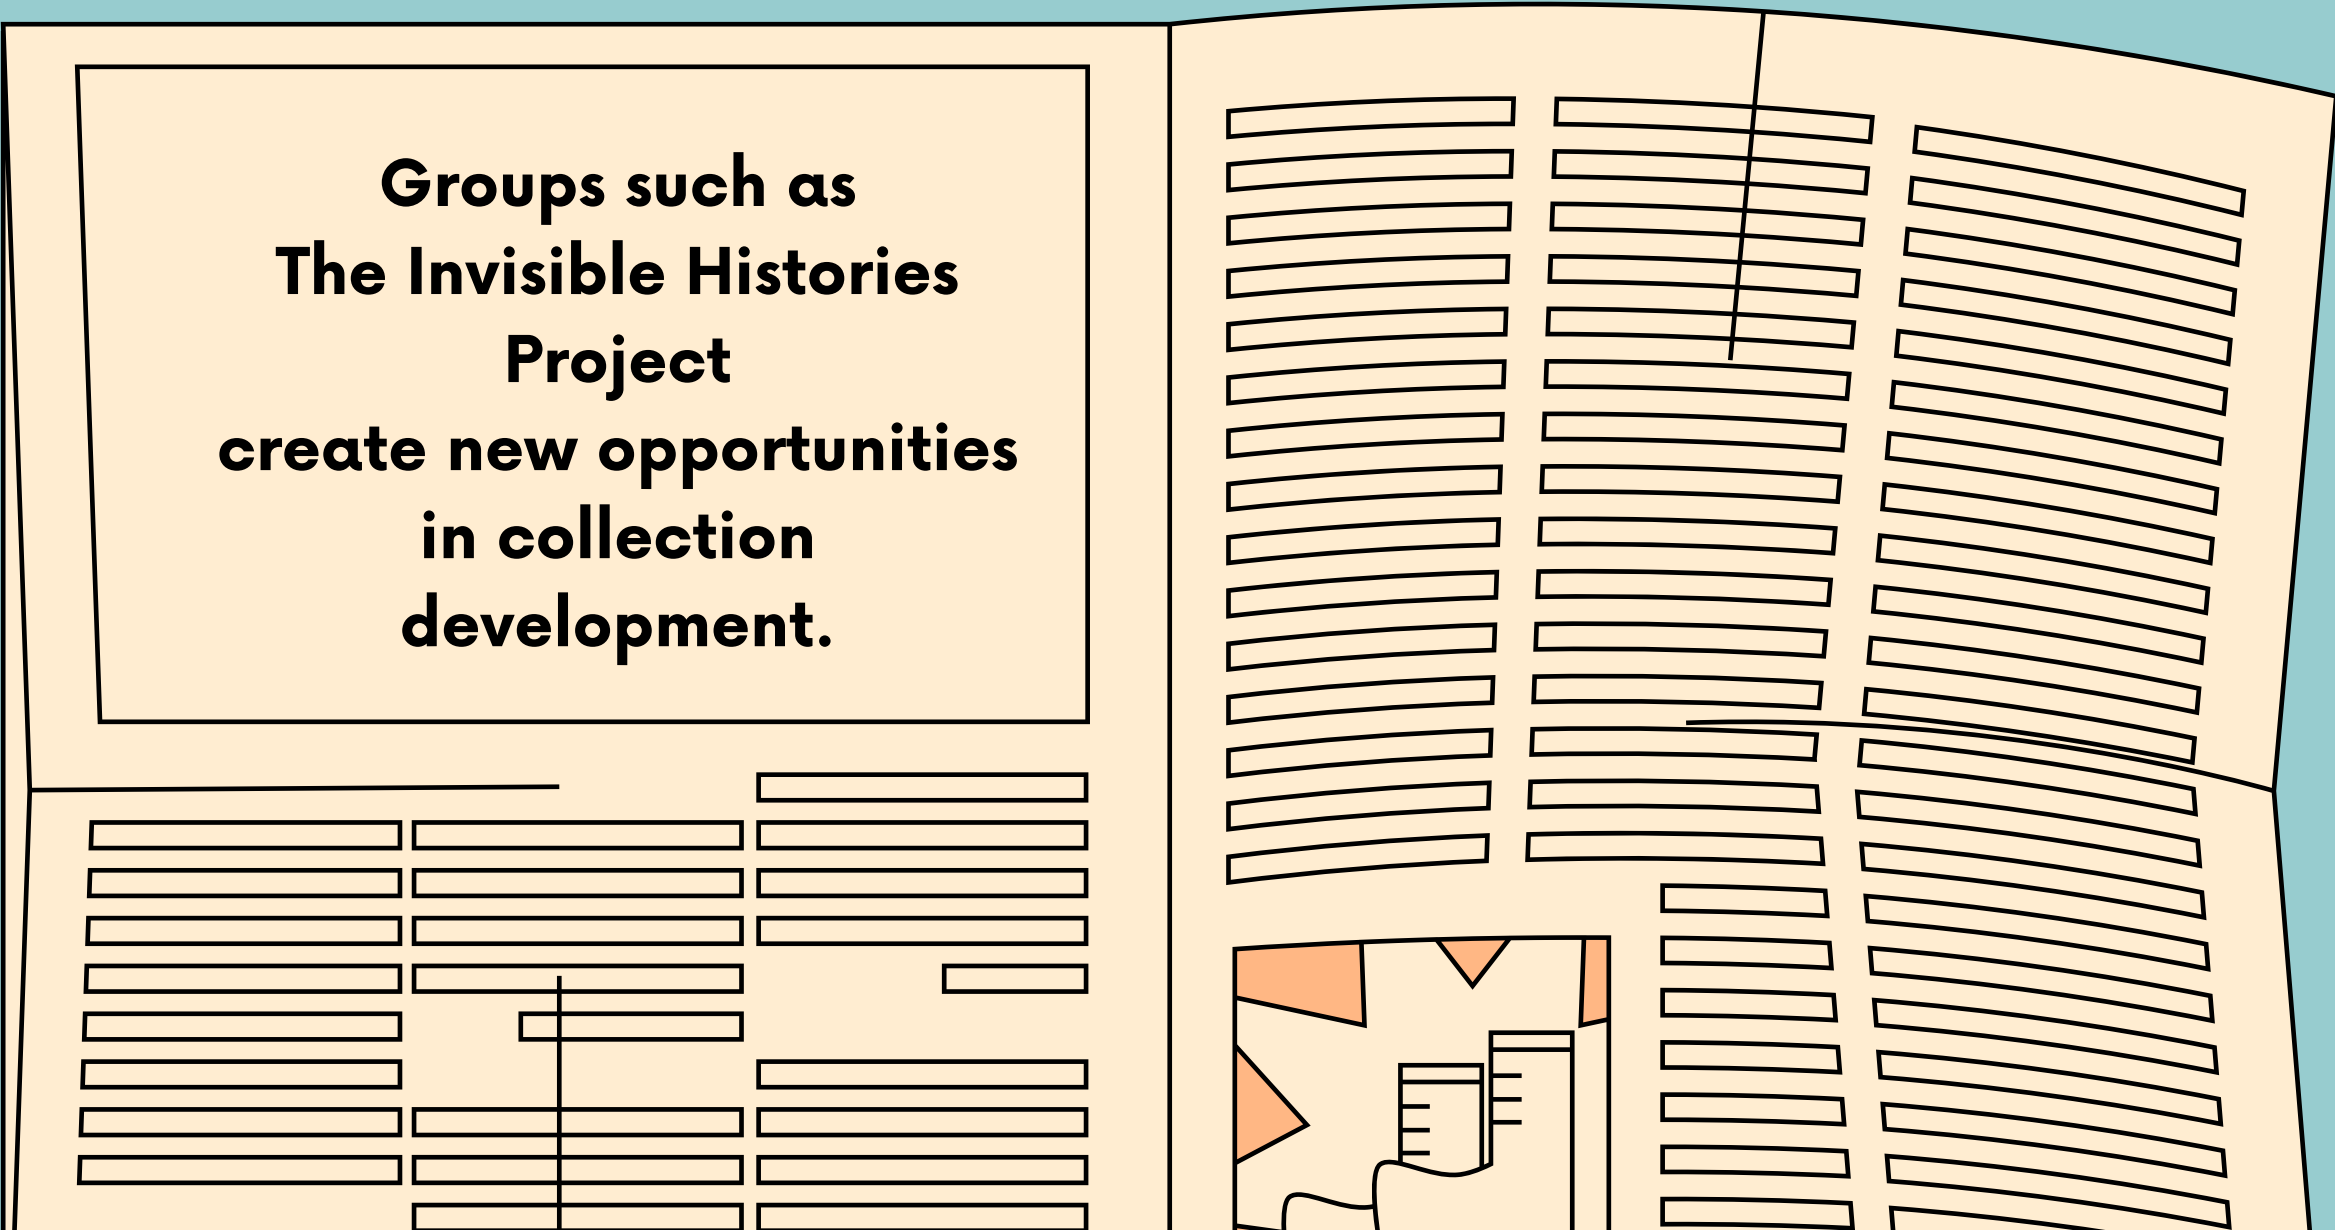 Groups such as
The Invisible Histories
Project
create new opportunities
in collection
development.